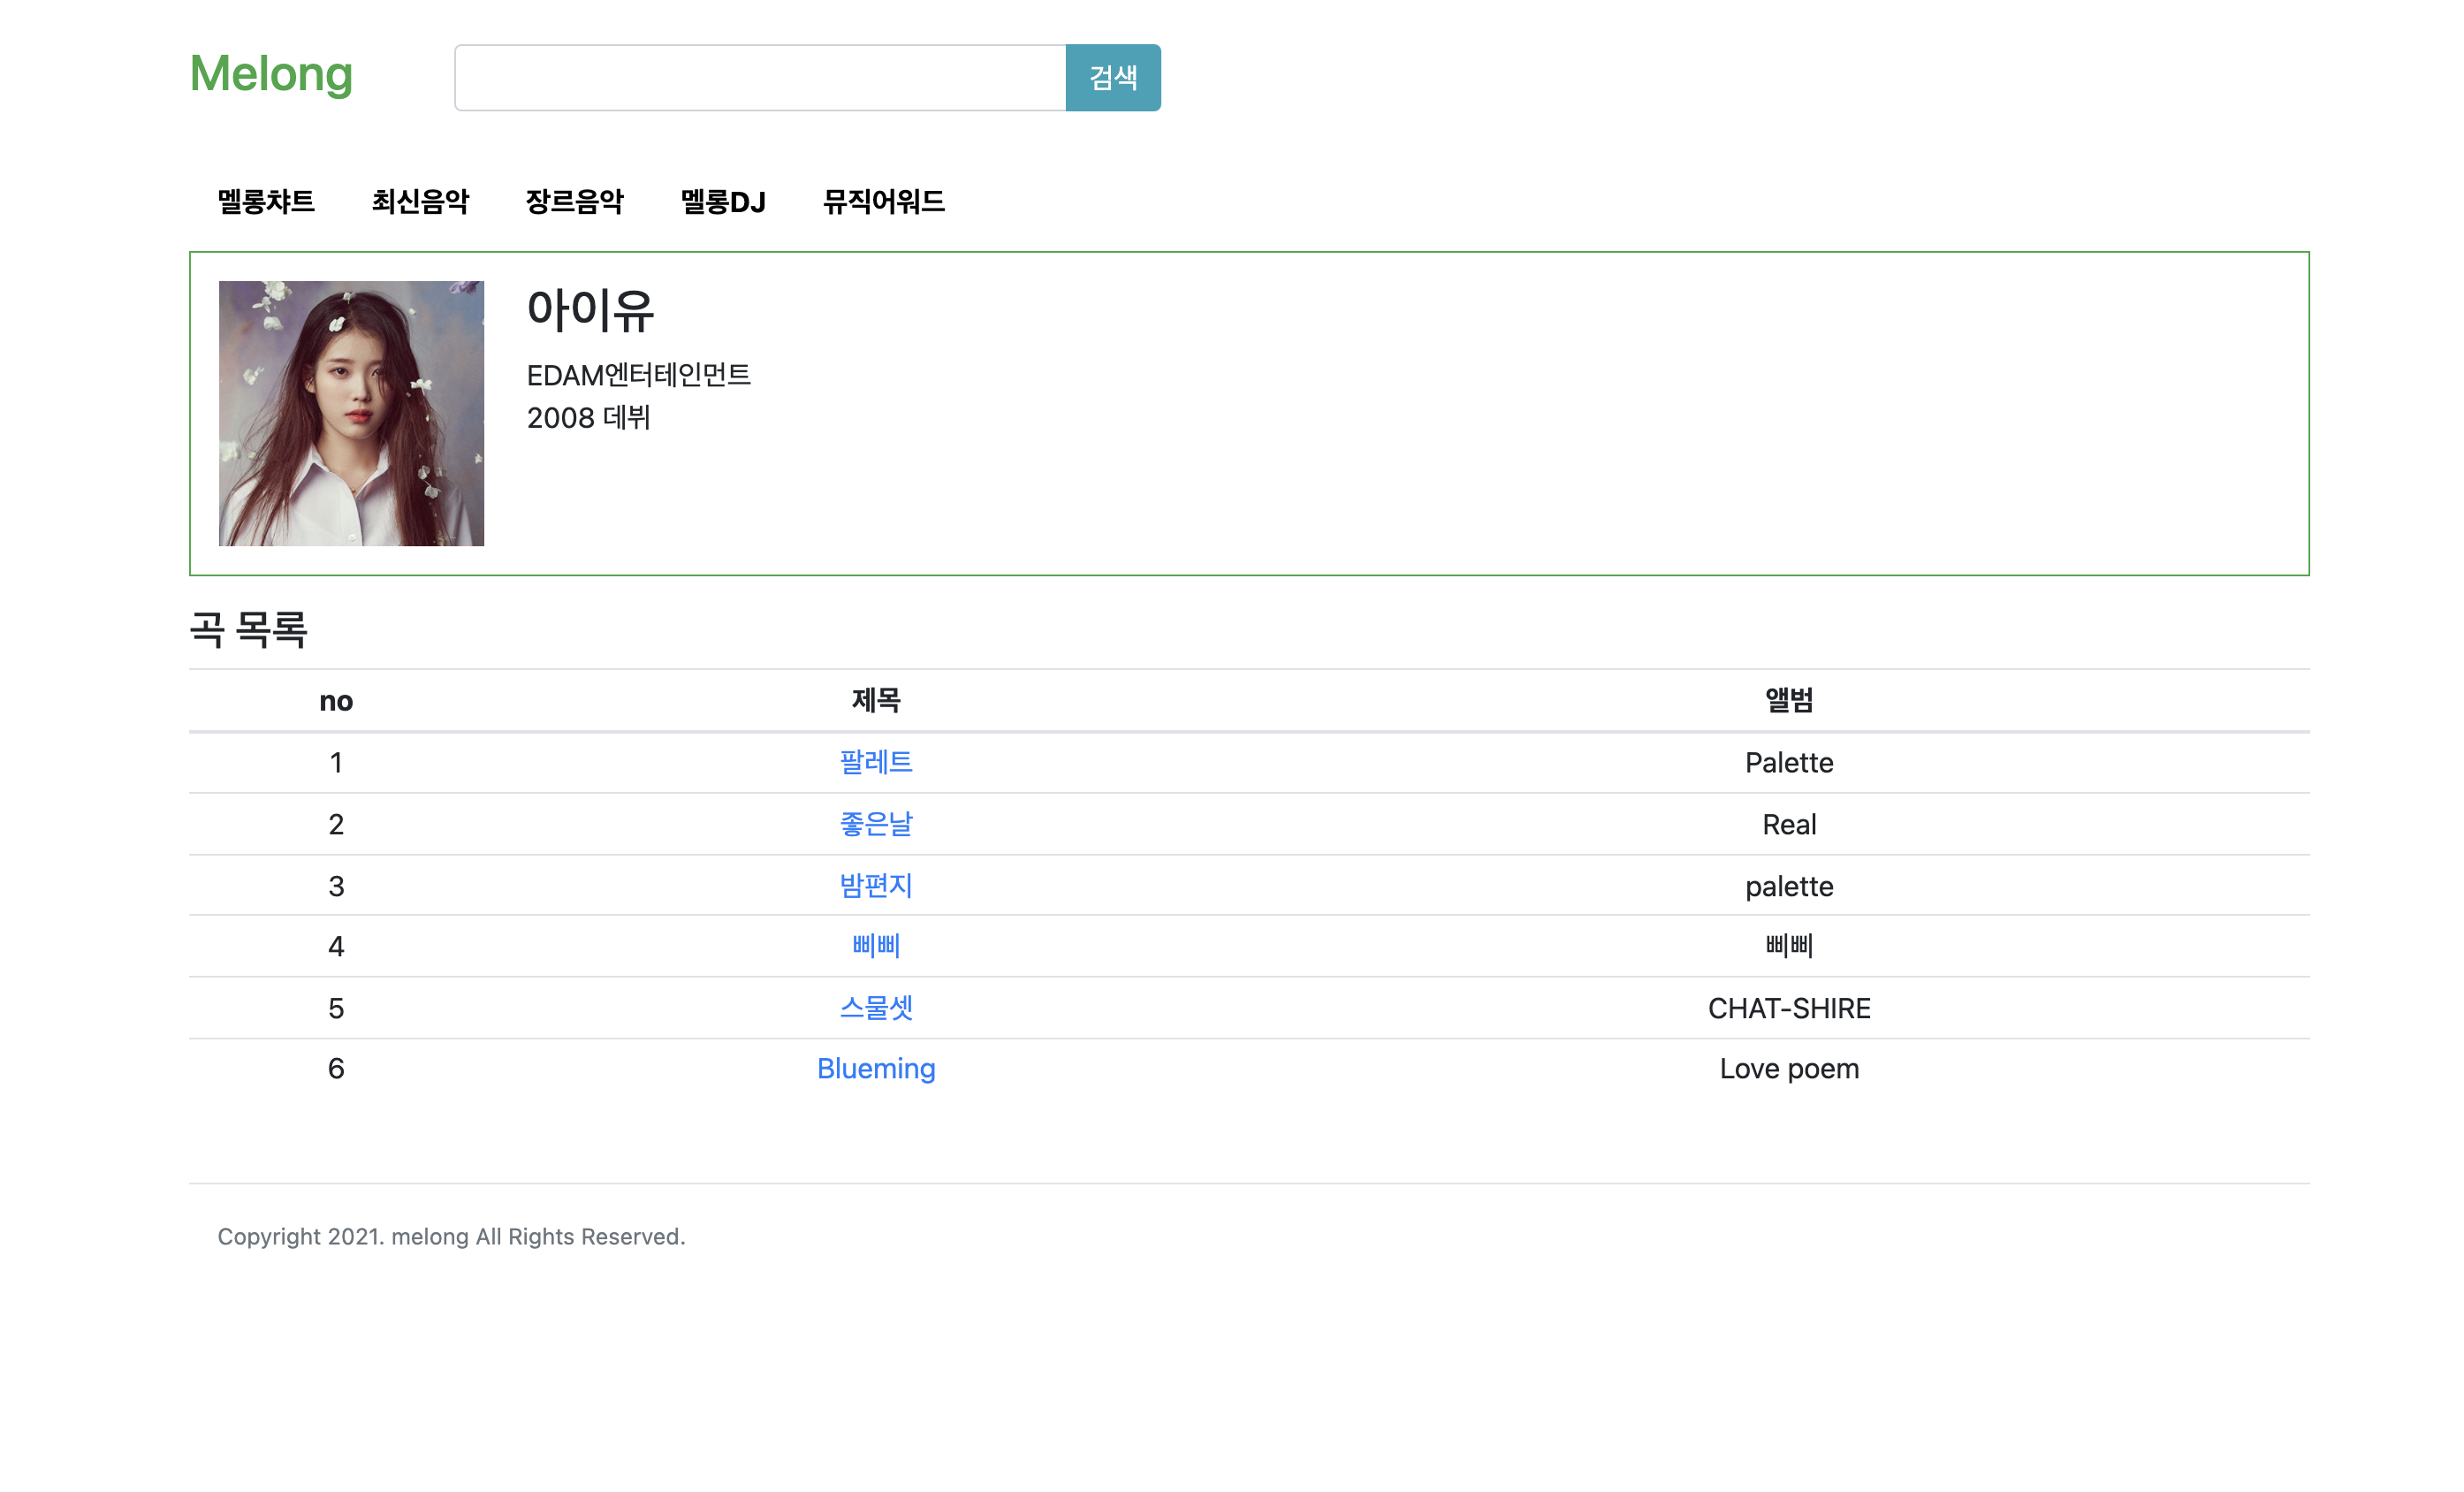 Melong 검색
멜롱챠트 최신음악 장르음악 멜롱DJ 뮤직어워드
아이유
EDAM엔터테인먼트
2008 데뷔
곡 목록
no 제목 앨범
1 팔레트 Palette
2 좋은날 Real
3 밤편지 palette
4 삐삐 삐삐
5 스물셋 CHAT-SHIRE
6 Blueming Love poem
Copyright 2021. melong All Rights Reserved.